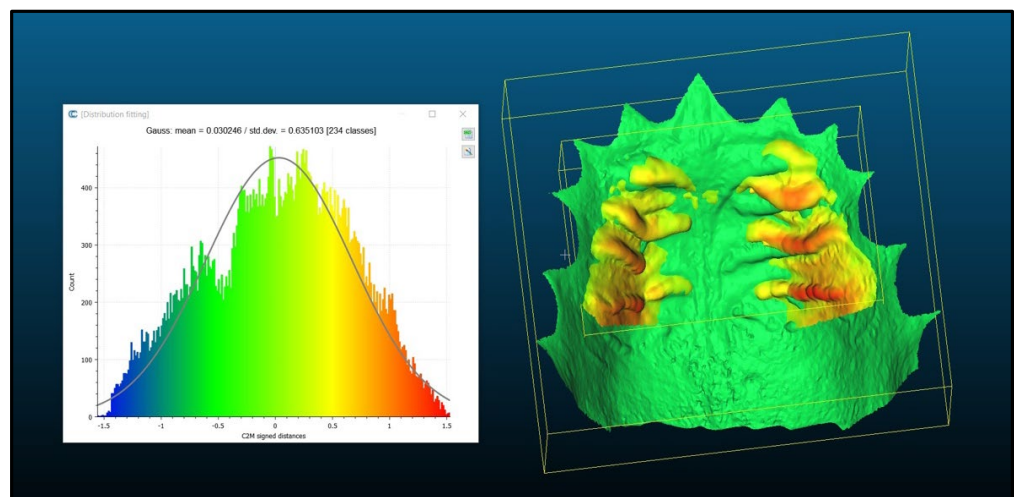 [Distribution fitting]
Gauss: mean = 0.030246 / std.dev. = 0.635103 [234 classes]
400
300
200
100
0
Count
-1.5 -1 -0.5 0 0.5 1 1.5
C2M signed distances